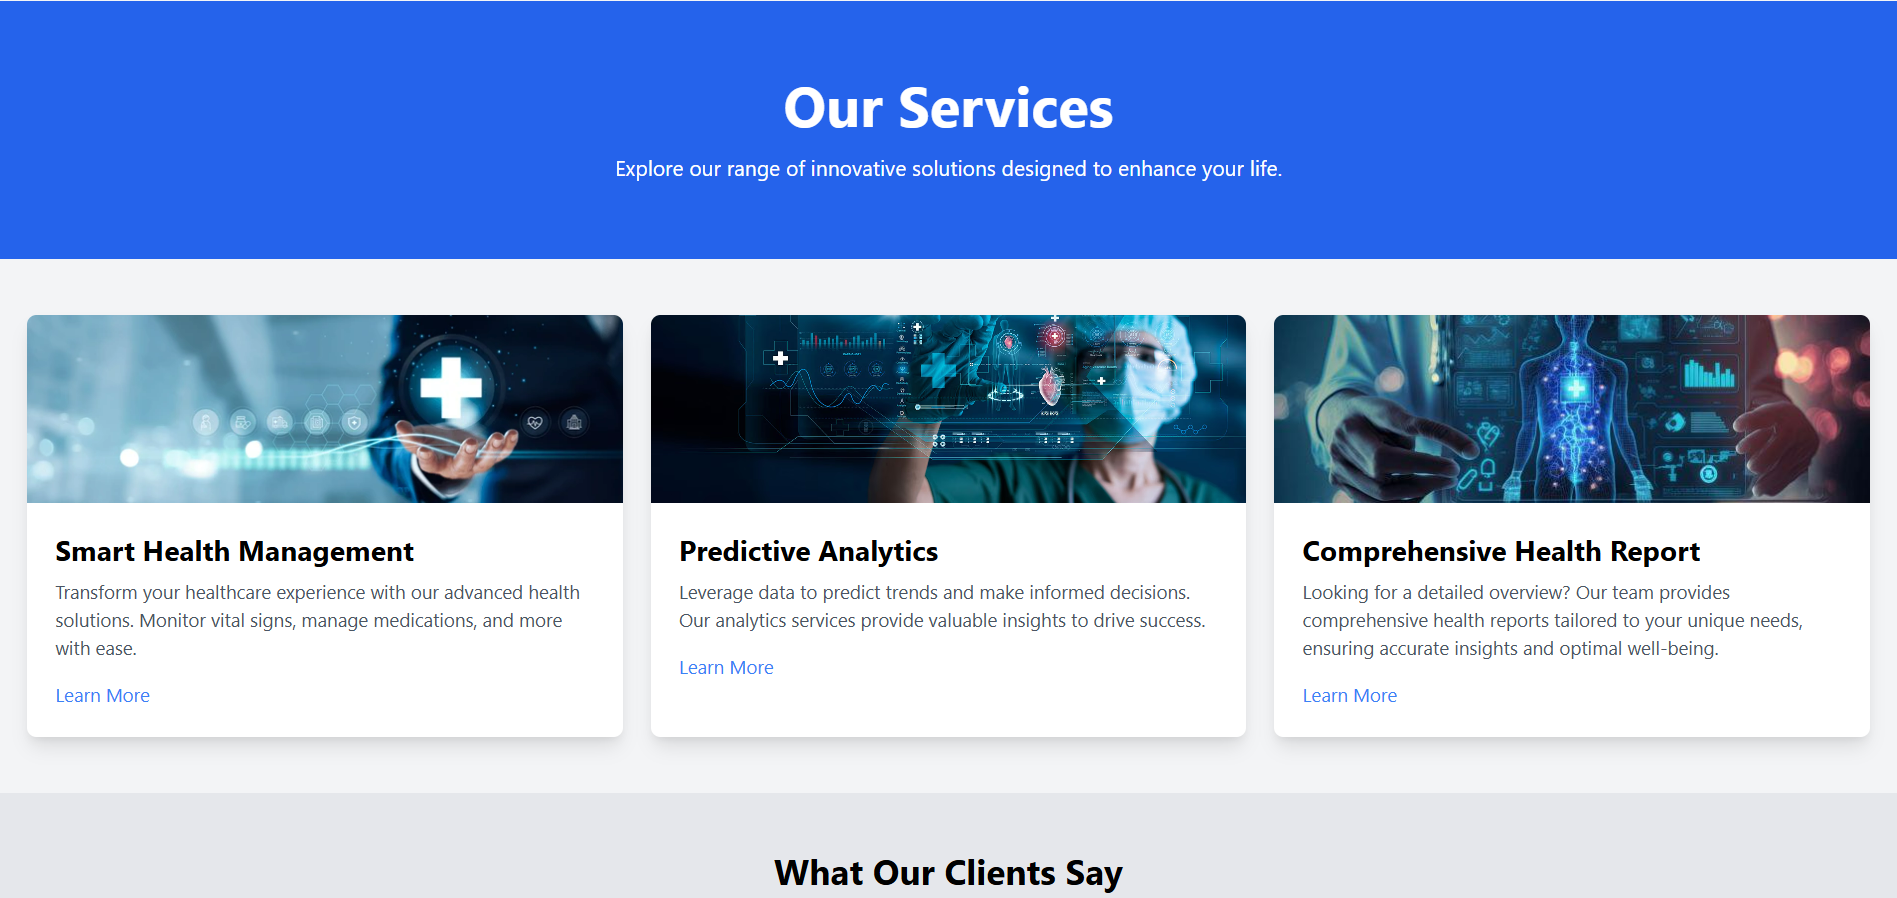 Our Services
Explore our range of innovative solutions designed to enhance your life.
Smart Health Management
Transform your healthcare experience with our advanced health
solutions. Monitor vital signs, manage medications, and more
with ease.
Learn More
Predictive Analytics
Leverage data to predict trends and make informed decisions.
Our analytics services provide valuable insights to drive success.
Learn More
Comprehensive Health Report
Looking for a detailed overview? Our team provides
comprehensive health reports tailored to your unique needs,
ensuring accurate insights and optimal well-being.
Learn More
What Our Clients Say